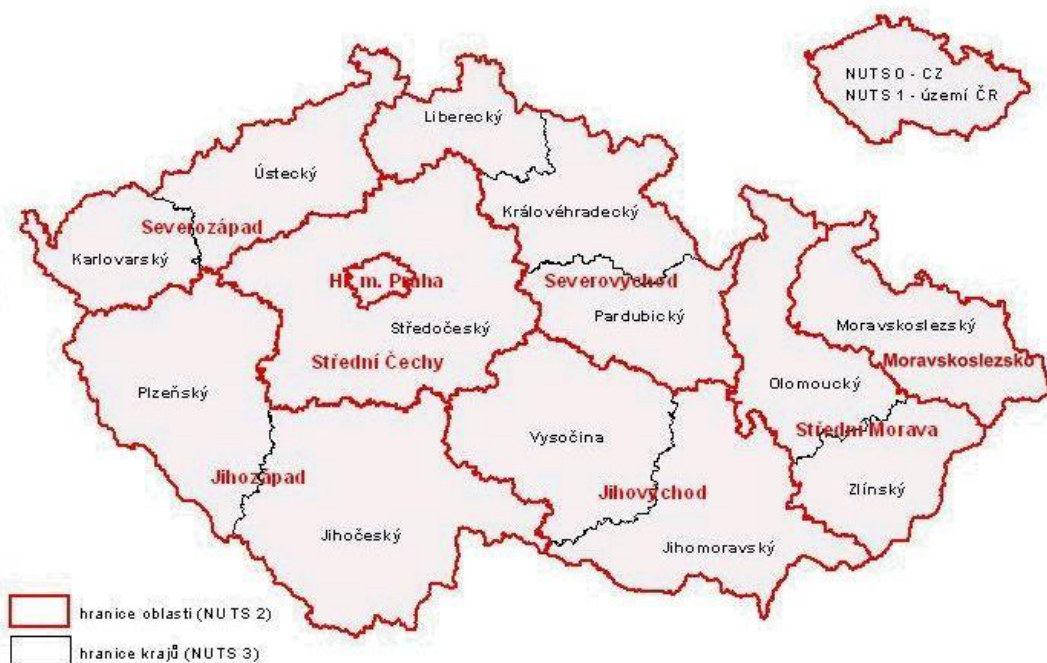 NUTS 0 - CZ
NUTS 1 - území ČR
Liberecký
Ústecký
Královéhradecký
Severozápad
Karlovarský
Hl. m. Praha
Severovýchod
Pardubický
Středočeský
Moravskoslezský
Střední Čechy
Moravskoslezsko
Plzeňský
Olomoucký
Vysočina
Střední Morava
Jihozápad
Jihovýchod
Zlínský
Jihočeský
Jihomoravský
hranice oblastí (NUTS 2)
hranice krajů (NUTS 3)